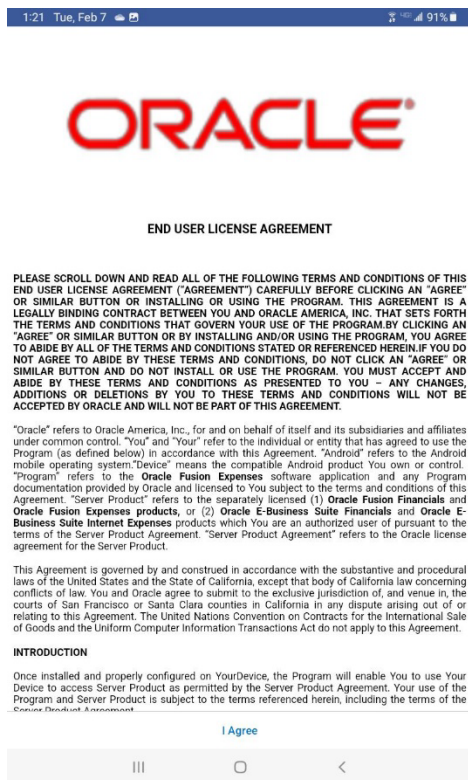 1:21 Tue, Feb 7 91%
ORACLE®
END USER LICENSE AGREEMENT
PLEASE SCROLL DOWN AND READ ALL OF THE FOLLOWING TERMS AND CONDITIONS OF THIS
END USER LICENSE AGREEMENT ("AGREEMENT") CAREFULLY BEFORE CLICKING AN "AGREE"
OR SIMILAR BUTTON OR INSTALLING OR USING THE PROGRAM. THIS AGREEMENT IS A
LEGALLY BINDING CONTRACT BETWEEN YOU AND ORACLE AMERICA, INC. THAT SETS FORTH
THE TERMS AND CONDITIONS THAT GOVERN YOUR USE OF THE PROGRAM.BY CLICKING AN
"AGREE" OR SIMILAR BUTTON OR BY INSTALLING AND/OR USING THE PROGRAM, YOU AGREE
TO ABIDE BY ALL OF THE TERMS AND CONDITIONS STATED OR REFERENCED HEREIN.IF YOU DO
NOT AGREE TO ABIDE BY THESE TERMS AND CONDITIONS, DO NOT CLICK AN "AGREE" OR
SIMILAR BUTTON AND DO NOT INSTALL OR USE THE PROGRAM. YOU MUST ACCEPT AND
ABIDE BY THESE TERMS AND CONDITIONS AS PRESENTED TO YOU – ANY CHANGES,
ADDITIONS OR DELETIONS BY YOU TO THESE TERMS AND CONDITIONS WILL NOT BE
ACCEPTED BY ORACLE AND WILL NOT BE PART OF THIS AGREEMENT.
"Oracle" refers to Oracle America, Inc., for and on behalf of itself and its subsidiaries and affiliates
under common control. "You" and "Your" refer to the individual or entity that has agreed to use the
Program (as defined below) in accordance with this Agreement. "Android" refers to the Android
mobile operating system."Device" means the compatible Android product You own or control.
"Program" refers to the Oracle Fusion Expenses software application and any Program
documentation provided by Oracle and licensed to You subject to the terms and conditions of this
Agreement. "Server Product" refers to the separately licensed (1) Oracle Fusion Financials and
Oracle Fusion Expenses products, or (2) Oracle E-Business Suite Financials and Oracle E-
Business Suite Internet Expenses products which You are an authorized user of pursuant to the
terms of the Server Product Agreement. "Server Product Agreement" refers to the Oracle license
agreement for the Server Product.
This Agreement is governed by and construed in accordance with the substantive and procedural
laws of the United States and the State of California, except that body of California law concerning
conflicts of law. You and Oracle agree to submit to the exclusive jurisdiction of, and venue in, the
courts of San Francisco or Santa Clara counties in California in any dispute arising out of or
relating to this Agreement. The United Nations Convention on Contracts for the International Sale
of Goods and the Uniform Computer Information Transactions Act do not apply to this Agreement.
INTRODUCTION
Once installed and properly configured on YourDevice, the Program will enable You to use Your
Device to access Server Product as permitted by the Server Product Agreement. Your use of the
Program and Server Product is subject to the terms referenced herein, including the terms of the
Server Product Agreement
I Agree